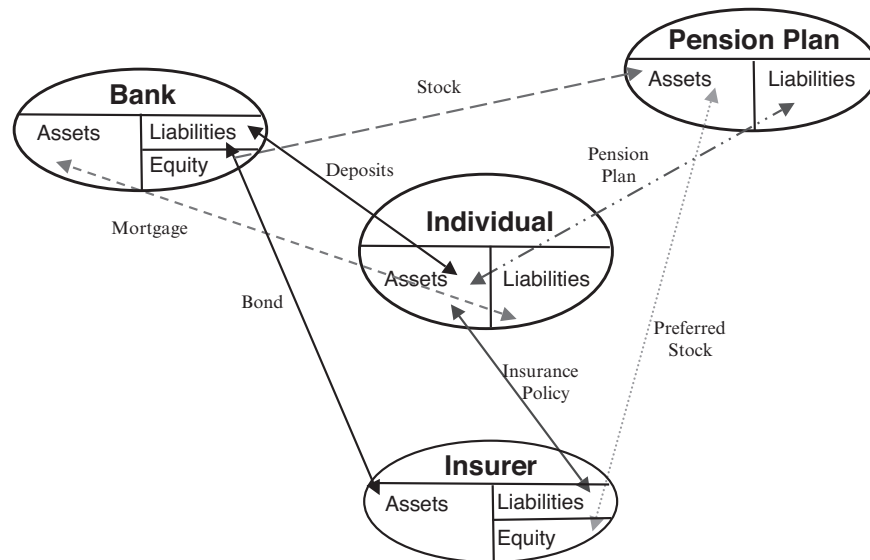 Pension Plan
Assets
Liabilities
Bank
Assets
Liabilities
Equity
Stock
Deposits
Pension
Plan
Mortgage
Individual
Assets
Liabilities
Bond
Preferred
Stock
Insurance
Policy
Insurer
Assets
Liabilities
Equity